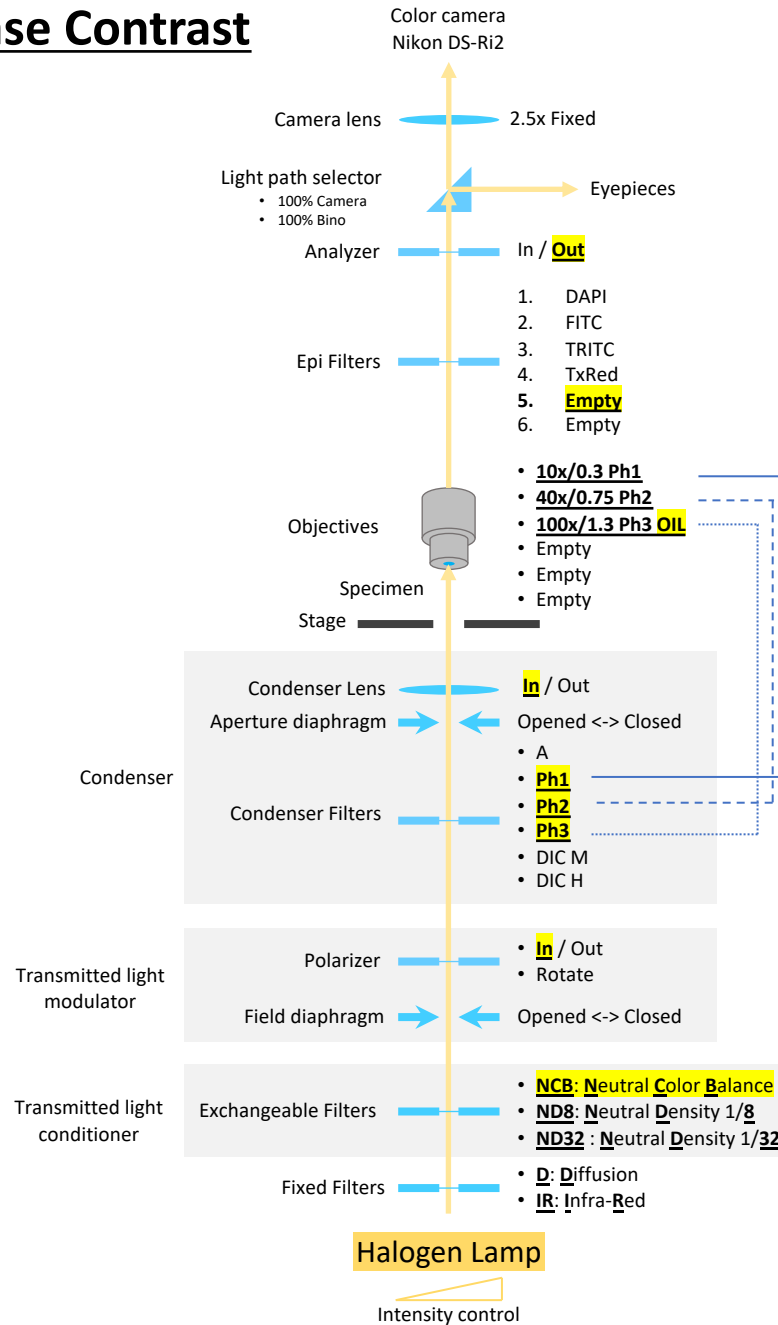 se Contrast
Color camera
Nikon DS-Ri2
Camera lens
2.5x Fixed
Light path selector
• 100% Camera
• 100% Bino
Eyepieces
Analyzer
In / Out
Epi Filters
1. DAPI
2. FITC
3. TRITC
4. TxRed
5. Empty
6. Empty
Objectives
• 10x/0.3 Ph1
• 40x/0.75 Ph2
• 100x/1.3 Ph3 OIL
• Empty
• Empty
• Empty
Specimen
Stage
Condenser
Condenser Lens
In / Out
Aperture diaphragm
Opened <-> Closed
Condenser Filters
• A
• Ph1
• Ph2
• Ph3
• DIC M
• DIC H
Transmitted light
modulator
Polarizer
• In / Out
• Rotate
Field diaphragm
Opened <-> Closed
Transmitted light
conditioner
Exchangeable Filters
• NCB: Neutral Color Balance
• ND8: Neutral Density 1/8
• ND32 : Neutral Density 1/32
Fixed Filters
• D: Diffusion
• IR: Infra-Red
Halogen Lamp
Intensity control